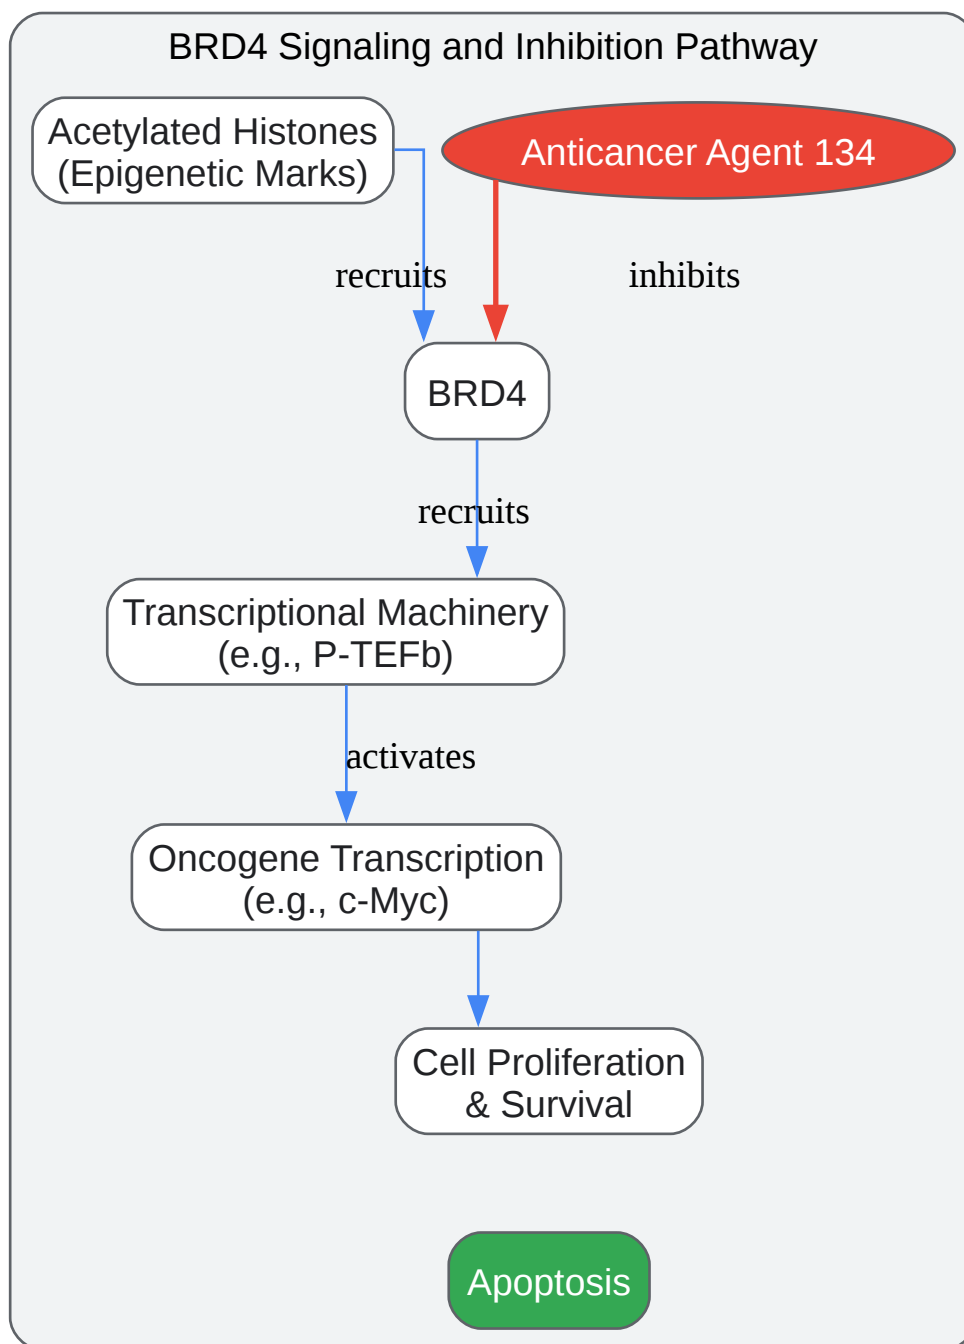 BRD4 Signaling and Inhibition Pathway
Acetylated Histones
(Epigenetic Marks)
Anticancer Agent 134
recruits
inhibits
BRD4
recruits
Transcriptional Machinery
(e.g., P-TEFb)
activates
Oncogene Transcription
(e.g., c-Myc)
Cell Proliferation
& Survival
Apoptosis